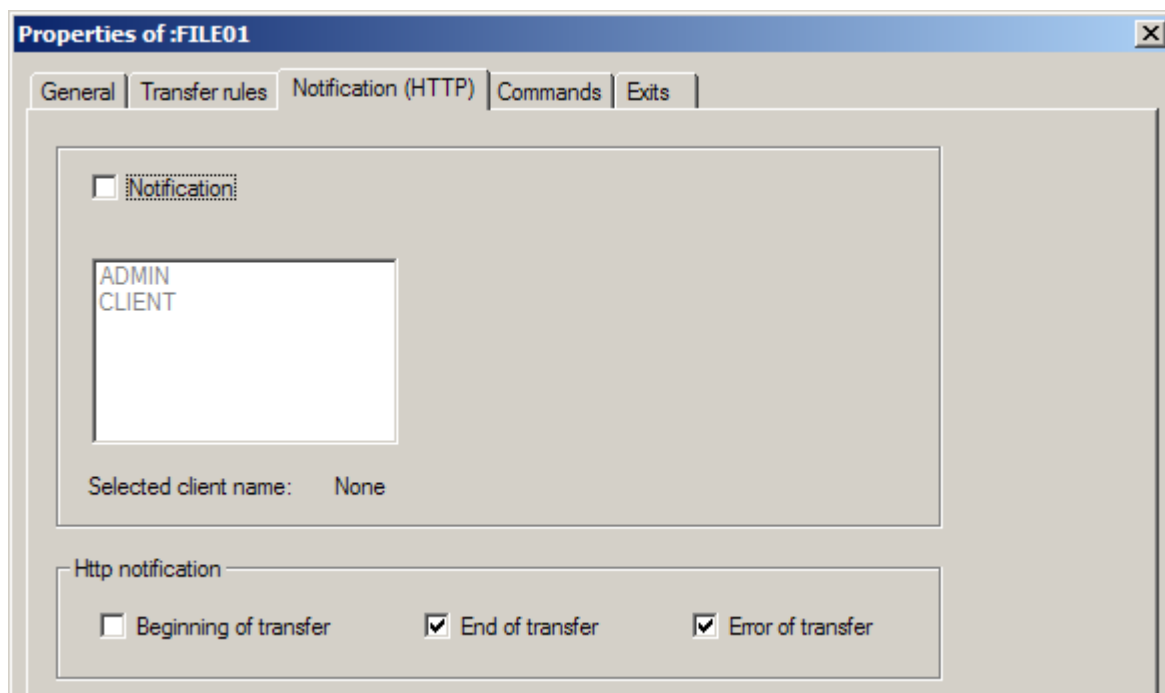 Properties of :FILE01
General Transfer rules Notification (HTTP) Commands Exits
Notification
ADMIN
CLIENT
Selected client name: None
Http notification
Beginning of transfer End of transfer Error of transfer